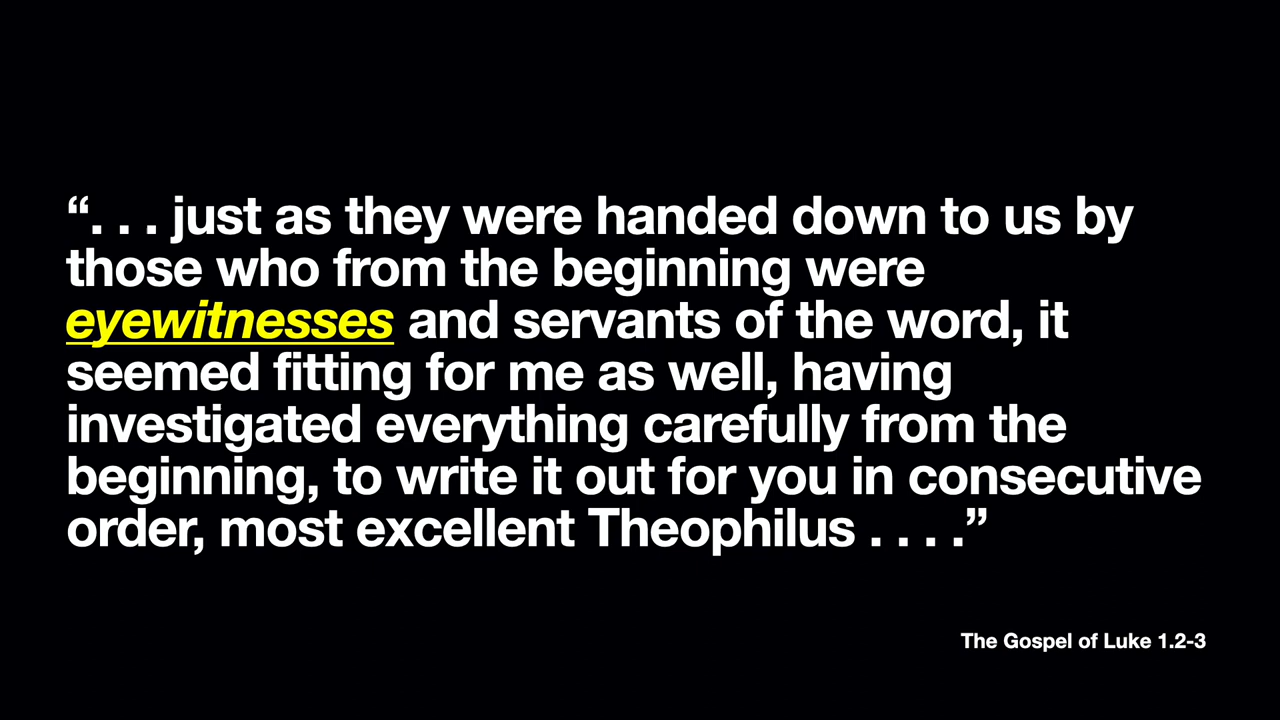 “. . . just as they were handed down to us by
those who from the beginning were
eyewitnesses and servants of the word, it
seemed fitting for me as well, having
investigated everything carefully from the
beginning, to write it out for you in consecutive
order, most excellent Theophilus . . . .”
The Gospel of Luke 1.2-3